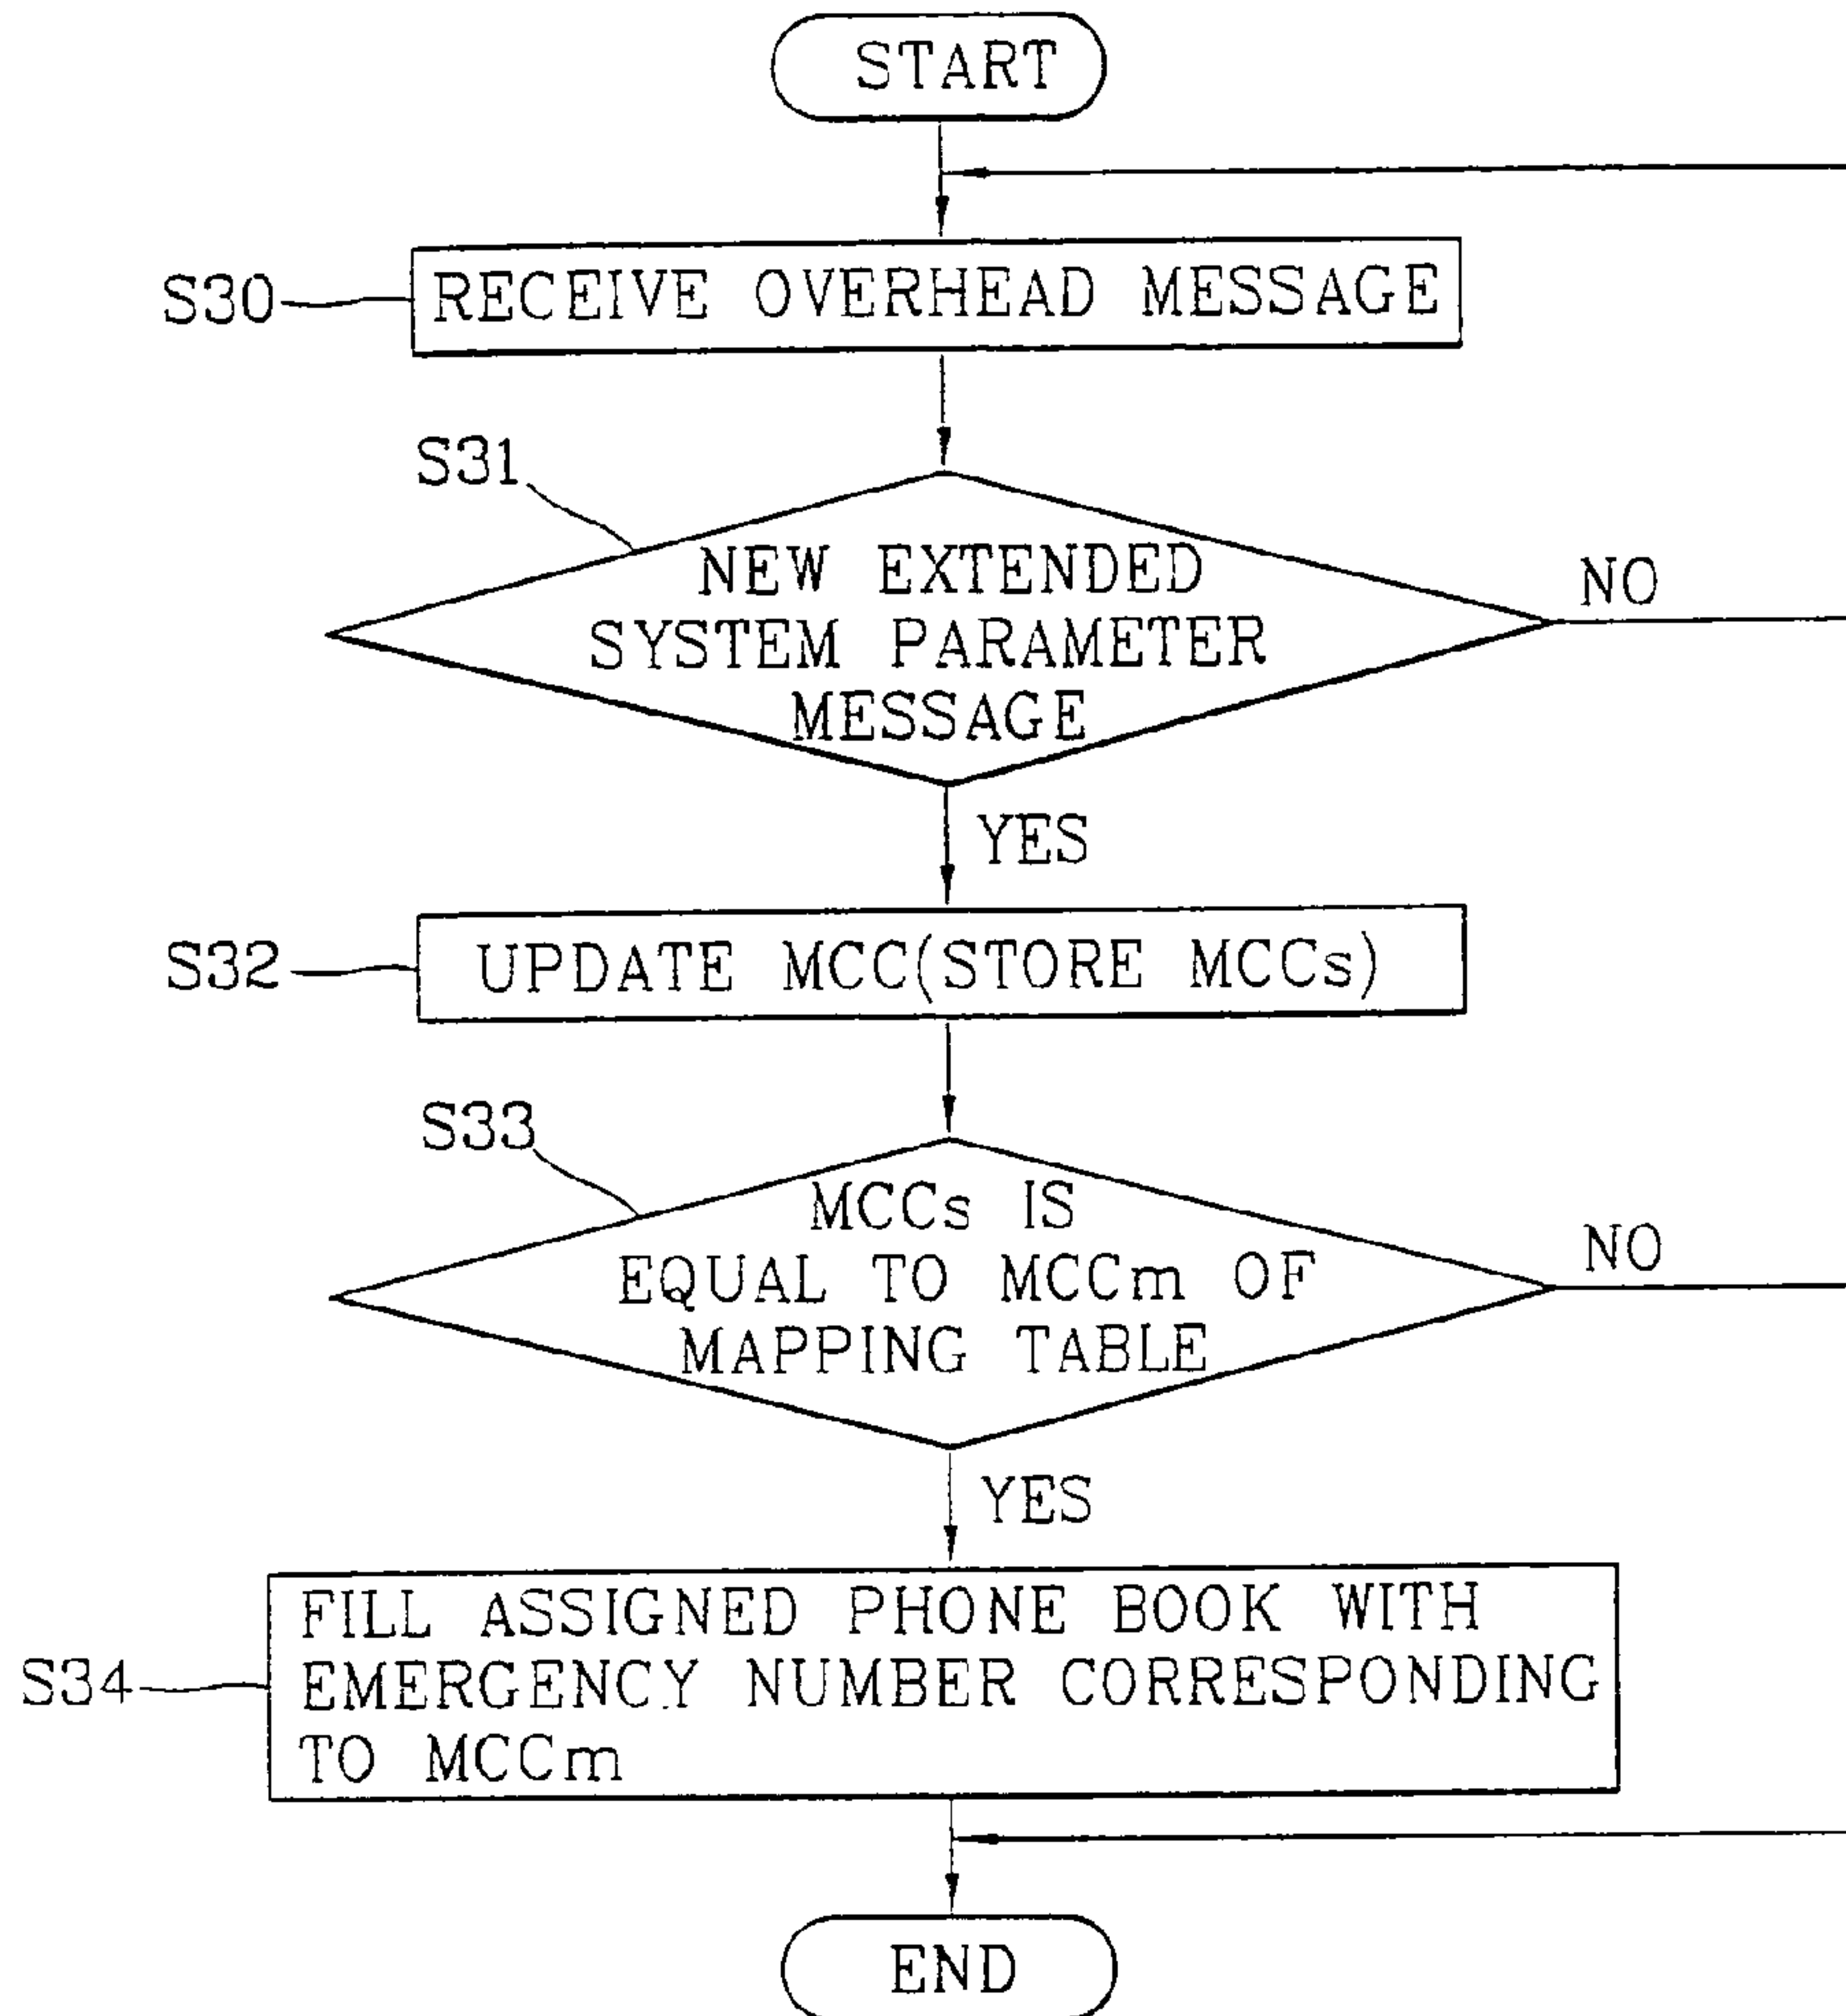 START
S30
RECEIVE OVERHEAD MESSAGE
S31
NEW EXTENDED
SYSTEM PARAMETER
MESSAGE
NO
YES
S32
UPDATE MCC(STORE MCCs)
S33
MCCs IS
EQUAL TO MCCm OF
MAPPING TABLE
NO
YES
S34
FILL ASSIGNED PHONE BOOK WITH
EMERGENCY NUMBER CORRESPONDING
TO MCCm
END